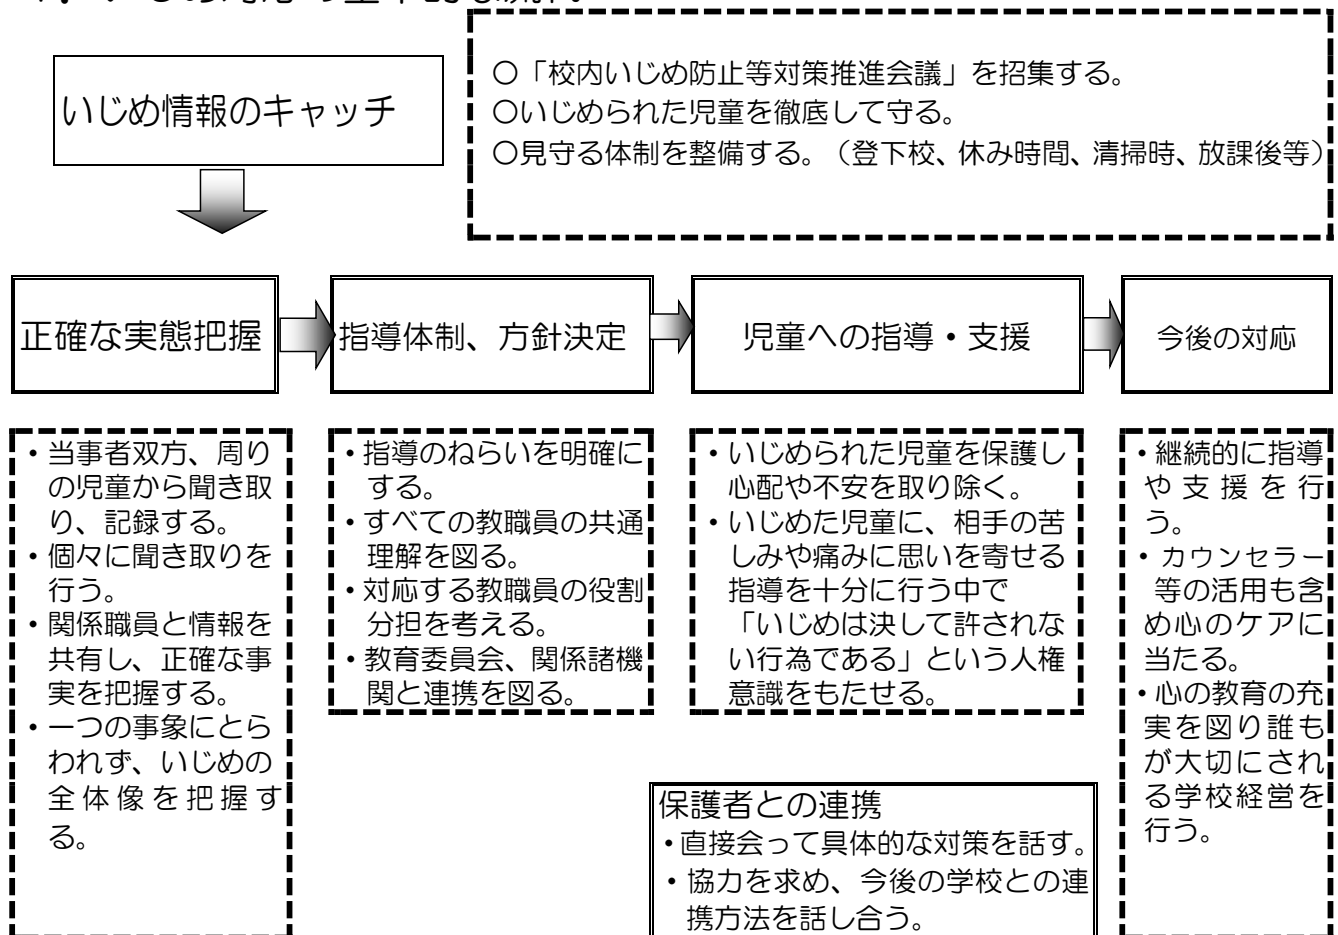 いじめ情報のキャッチ
〇「校内いじめ防止等対策推進会議」を招集する。
〇いじめられた児童を徹底して守る。
〇見守る体制を整備する。（登下校、休み時間、清掃時、放課後等）
正確な実態把握
指導体制、方針決定
児童への指導・支援
今後の対応
・当事者双方、周り
の児童から聞き取
り、記録する。
・個々に聞き取りを
行う。
・関係職員と情報を
共有し、正確な事
実を把握する。
・一つの事象にとら
われず、いじめの
全体像を把握す
る。
・指導のねらいを明確に
する。
・すべての教職員の共通
理解を図る。
・対応する教職員の役割
分担を考える。
・教育委員会、関係諸機
関と連携を図る。
・いじめられた児童を保護し
心配や不安を取り除く。
・いじめた児童に、相手の苦
しみや痛みに思いを寄せる
指導を十分に行う中で
「いじめは決して許されな
い行為である」という人権
意識をもたせる。
・継続的に指導
や支援を行
う。
・カウンセラー
等の活用も含
め心のケアに
当たる。
・心の教育の充
実を図り誰も
が大切にされ
る学校経営を
行う。
保護者との連携
・直接会って具体的な対策を話す。
・協力を求め、今後の学校との連
携方法を話し合う。